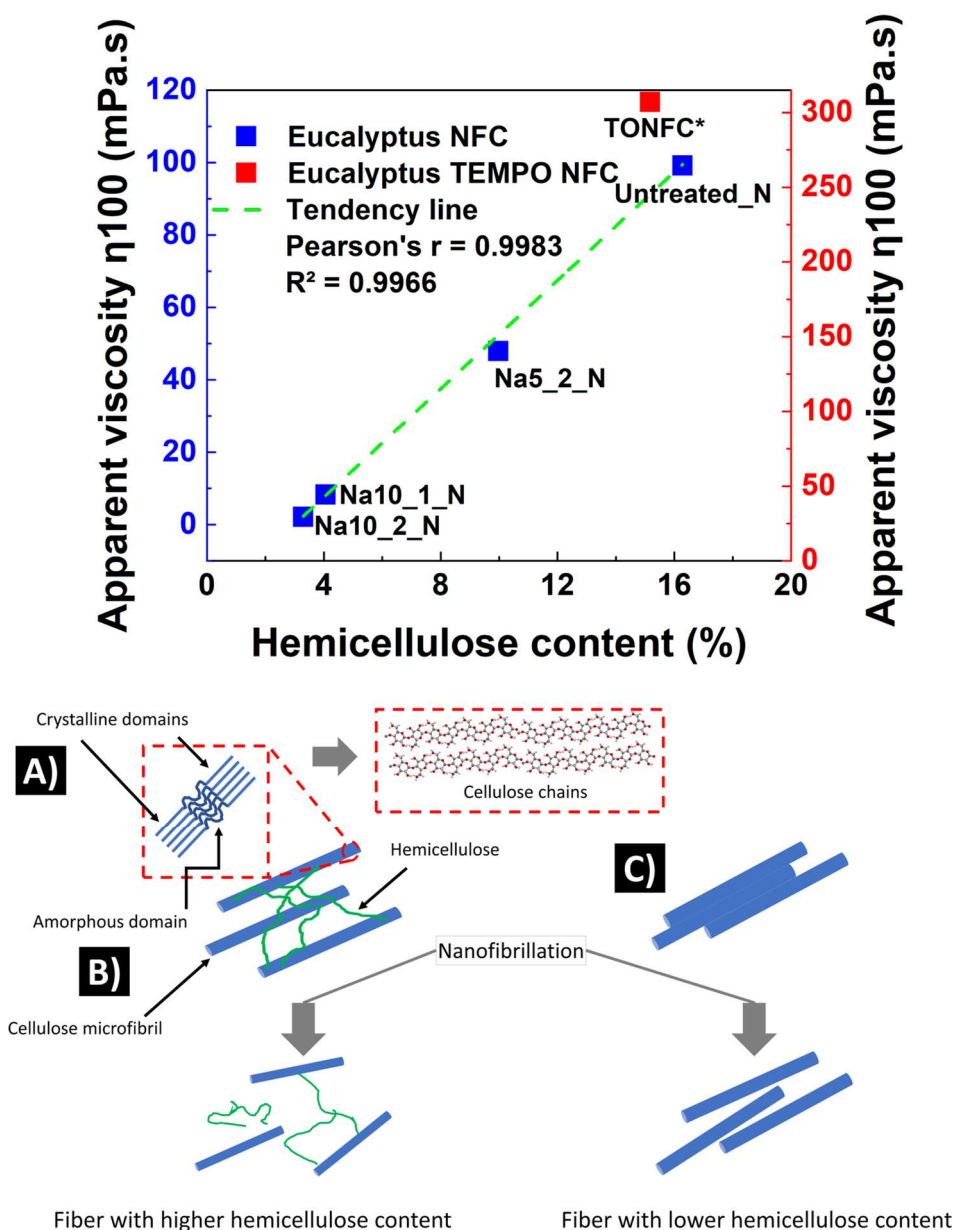 Apparent viscosity η100 (mPa.s)
120
100
80
60
40
20
0
Eucalyptus NFC
Eucalyptus TEMPO NFC
Tendency line
Pearson's r = 0.9983
R² = 0.9966
TONFC*
Untreated_N
Na5_2_N
Na10_1_N
Na10_2_N
300
250
200
150
100
50
0
Apparent viscosity η100 (mPa.s)
0 4 8 12 16 20
Hemicellulose content (%)
Crystalline domains
A)
Cellulose chains
Hemicellulose
C)
Amorphous domain
B)
Nanofibrillation
Cellulose microfibril
Fiber with higher hemicellulose content
Fiber with lower hemicellulose content